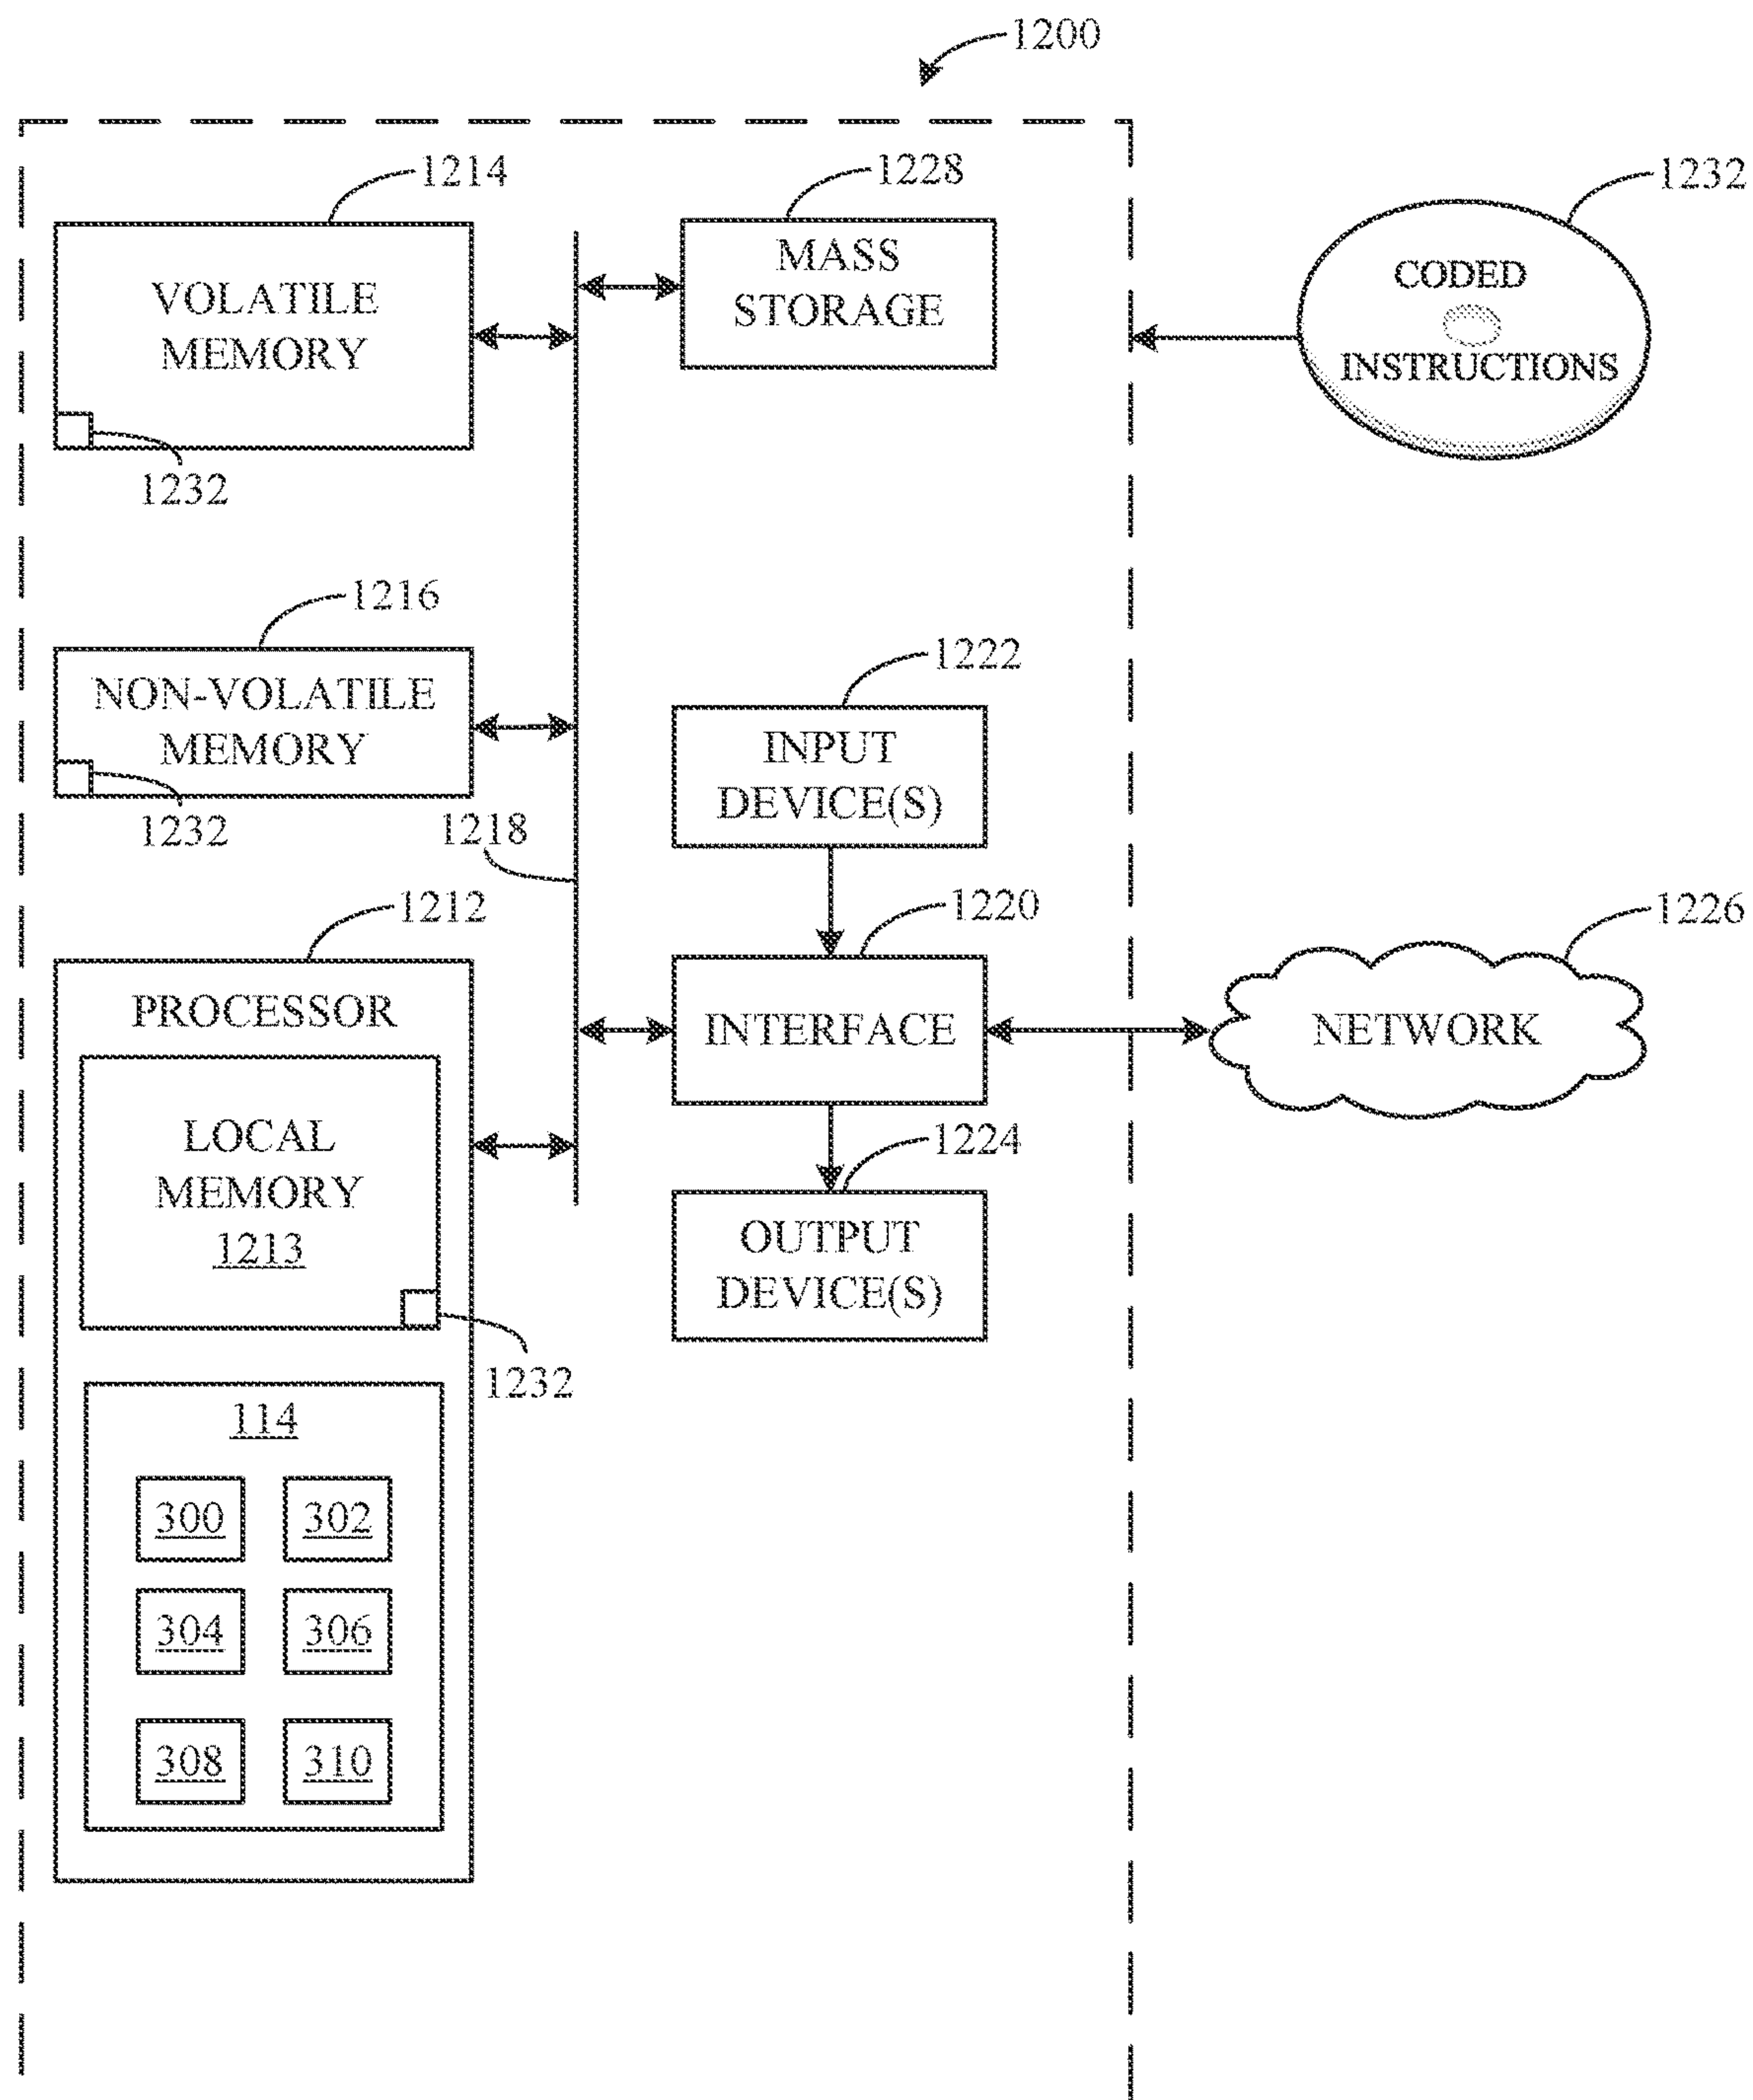 1200
1214
1228
1232
VOLATILE
MEMORY
MASS
STORAGE
CODED
INSTRUCTIONS
1232
1216
1222
NON-VOLATILE
MEMORY
INPUT
DEVICE(S)
1232
1218
1212
1220
1226
PROCESSOR
INTERFACE
NETWORK
LOCAL
MEMORY
1213
1224
OUTPUT
DEVICE(S)
1232
114
300
302
304
306
308
310